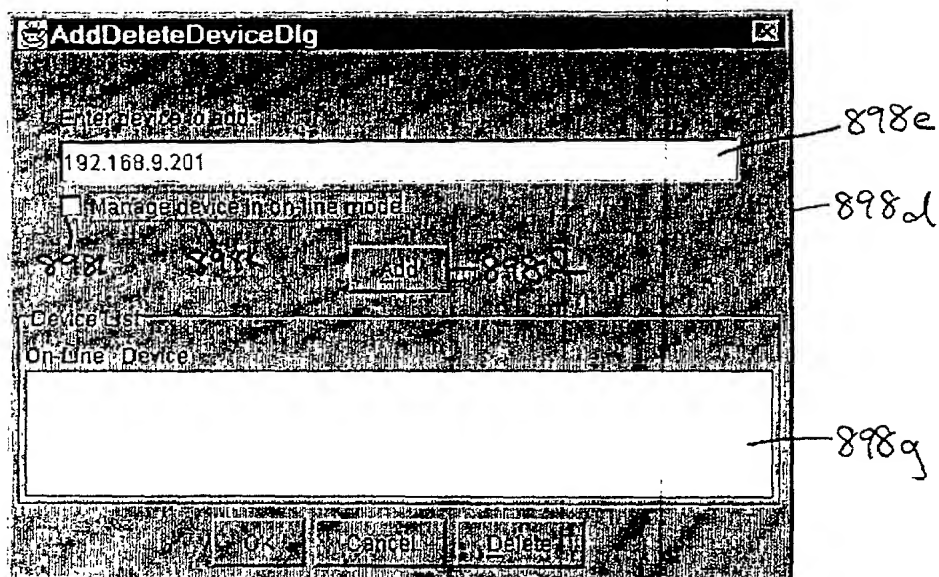 AddDeleteDeviceDlg
Enter device to add:
898e
192.168.9.201
Manage device in on-line mode
898d
Add
Device List
On-Line : Device
898g
OK Cancel Delete